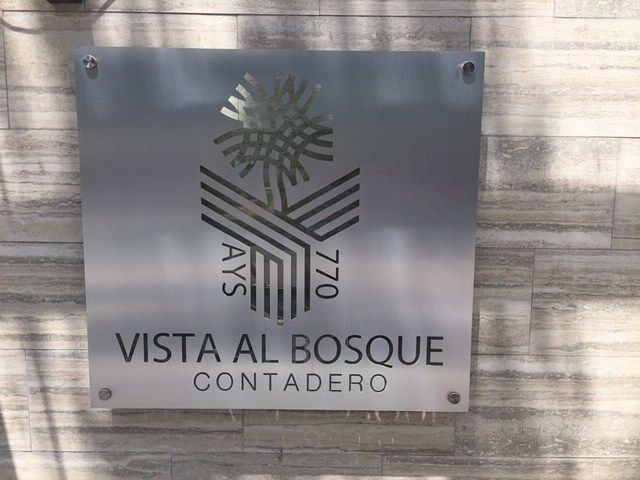 AYS
770
VISTA AL BOSQUE
CONTADERO